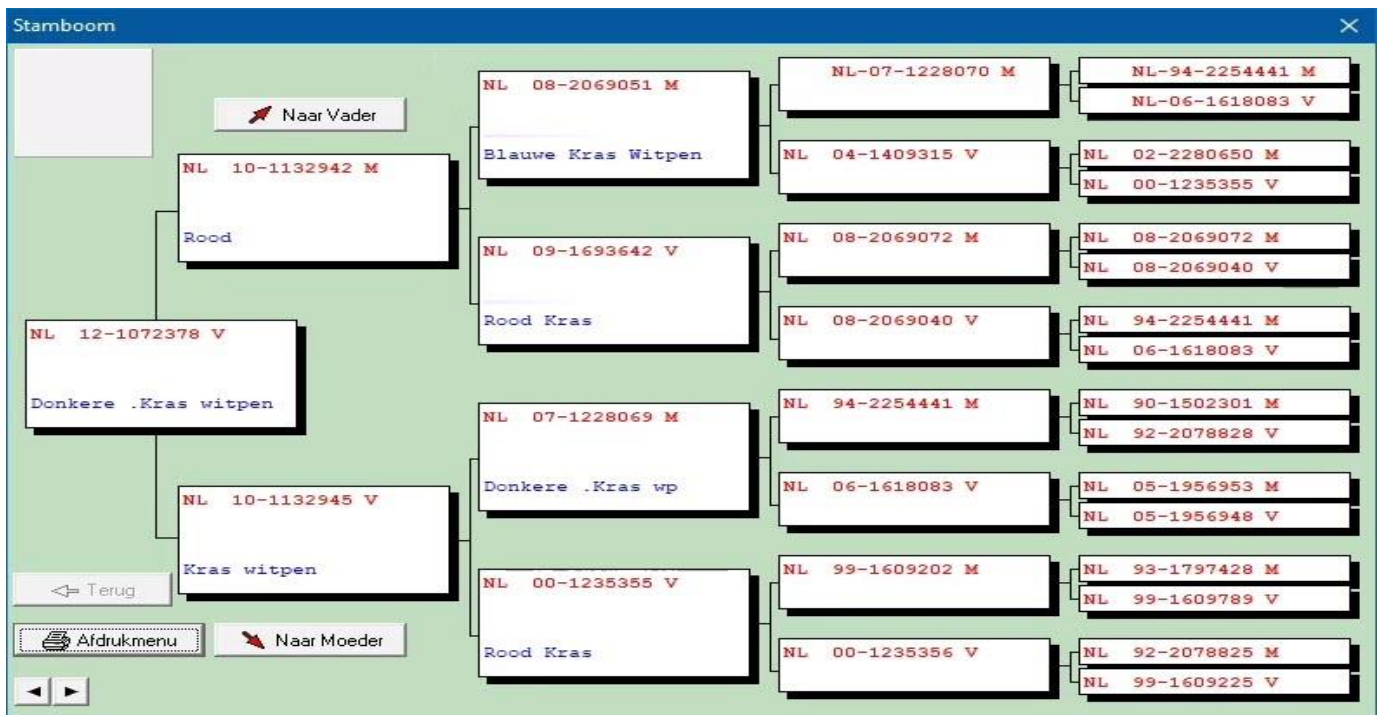 Stamboom
Naar Vader
NL 10-1132942 M
Rood
NL 12-1072378 V
Donkere .Kras witpen
NL 10-1132945 V
Kras witpen
Terug
Afdrukmenu
Naar Moeder
NL 08-2069051 M
Blauwe Kras Witpen
NL 09-1693642 V
Rood Kras
NL 07-1228069 M
Donkere .Kras wp
NL 00-1235355 V
Rood Kras
NL-07-1228070 M
NL 04-1409315 V
NL 08-2069072 M
NL 08-2069040 V
NL 94-2254441 M
NL 06-1618083 V
NL 99-1609202 M
NL 00-1235356 V
NL-94-2254441 M
NL-06-1618083 V
NL 02-2280650 M
NL 00-1235355 V
NL 08-2069072 M
NL 08-2069040 V
NL 94-2254441 M
NL 06-1618083 V
NL 90-1502301 M
NL 92-2078828 V
NL 05-1956953 M
NL 05-1956948 V
NL 93-1797428 M
NL 99-1609789 V
NL 92-2078825 M
NL 99-1609225 V